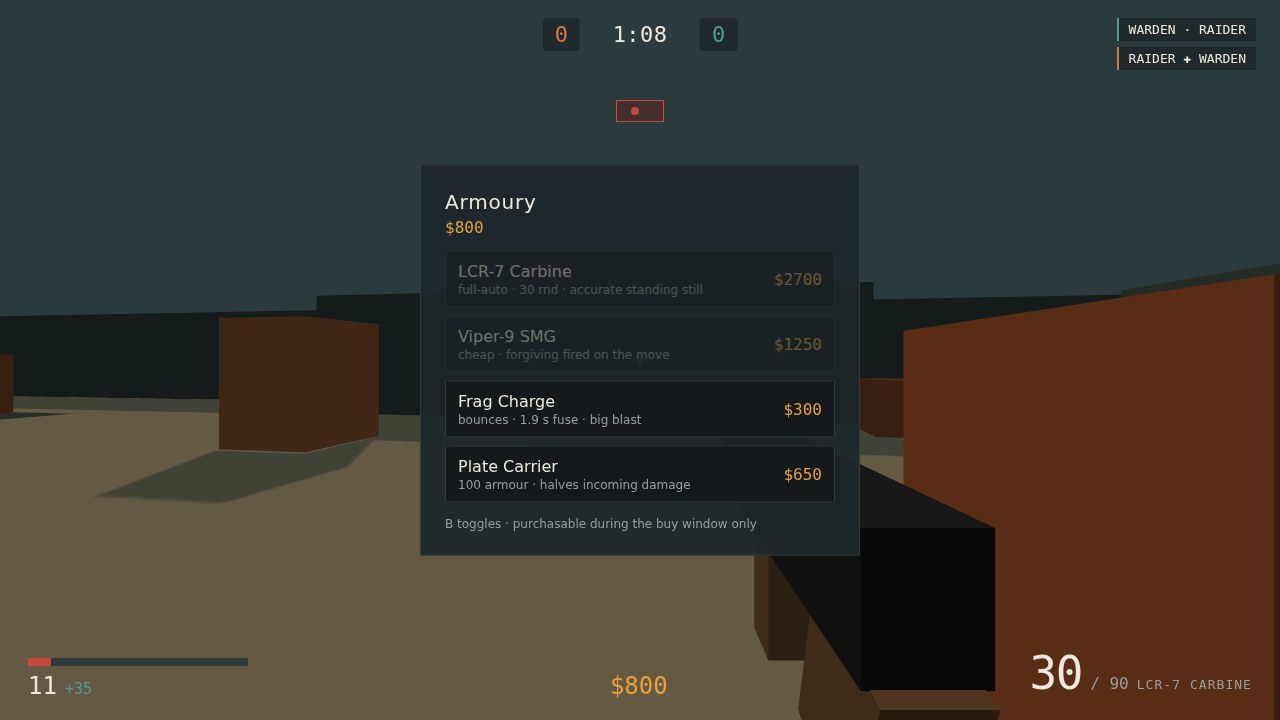 0 1:08 0
WARDEN · RAIDER
RAIDER ✚ WARDEN
Armoury
$800
LCR-7 Carbine
full-auto · 30 rnd · accurate standing still
$2700
Viper-9 SMG
cheap · forgiving fired on the move
$1250
Frag Charge
bounces · 1.9 s fuse · big blast
$300
Plate Carrier
100 armour · halves incoming damage
$650
B toggles · purchasable during the buy window only
11 +35
$800
30 / 90 LCR-7 CARBINE